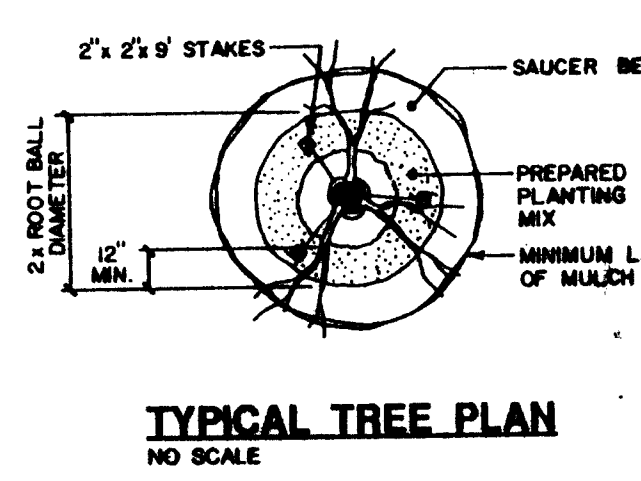 2"x 2"x 9' STAKES
SAUCER
2 x ROOT BALL
DIAMETER
PREPARED
PLANTING
MIX
12"
MIN.
MINIMUM
OF MULCH
TYPICAL TREE PLAN
NO SCALE